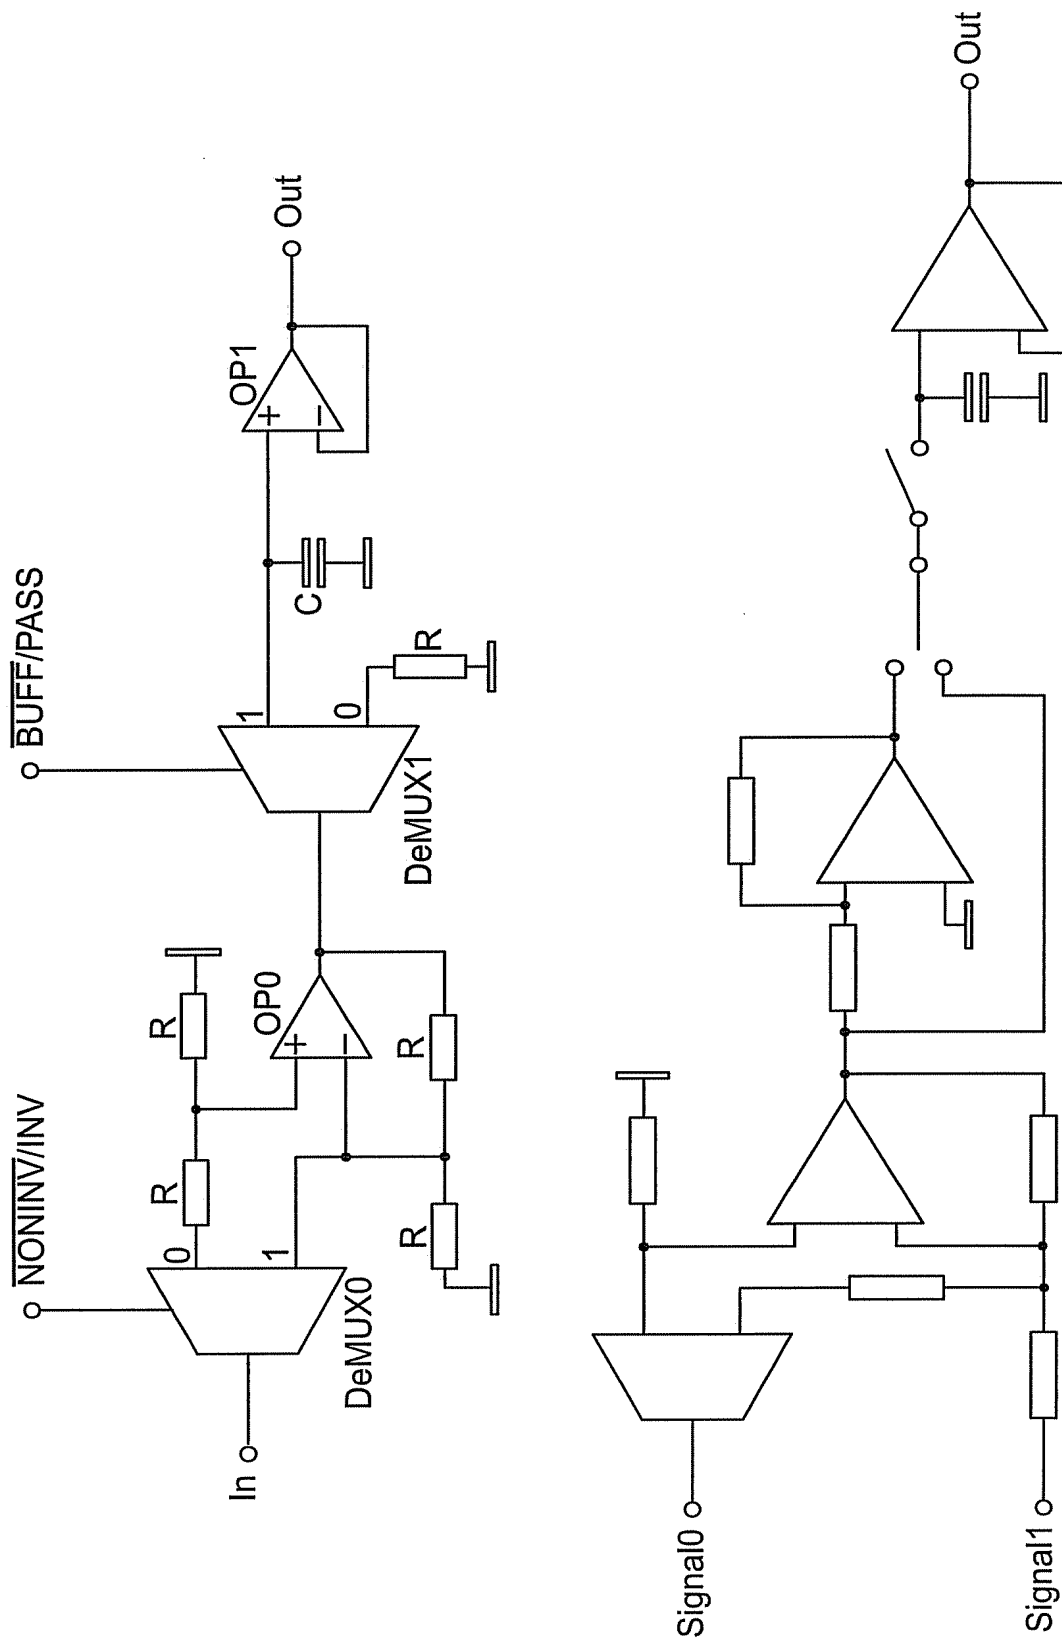 NONINV/INV
BUFF/PASS
In
0
1
DeMUX0
R
R
OP0
+
−
R
R
DeMUX1
1
0
R
C
OP1
+
−
Out
Signal0
Signal1
Out